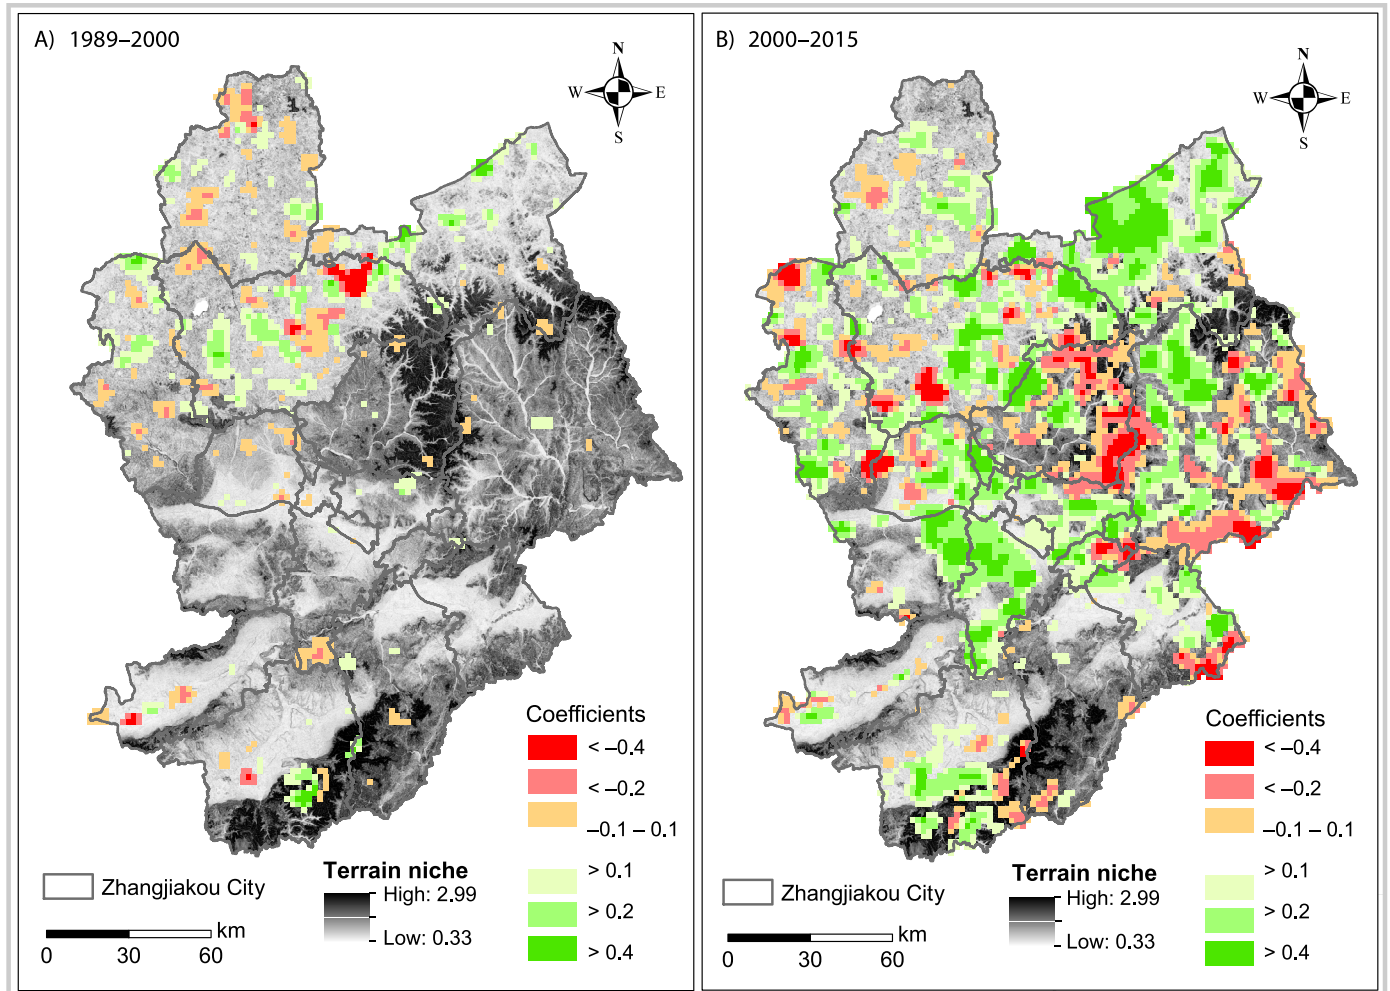 A) 1989–2000
N
W
E
S
Coefficients
< –0.4
< –0.2
–0.1 – 0.1
> 0.1
> 0.2
> 0.4
Terrain niche
High: 2.99
Low: 0.33
Zhangjiakou City
km
0 30 60
B) 2000–2015
N
W
E
S
Coefficients
< –0.4
< –0.2
–0.1 – 0.1
> 0.1
> 0.2
> 0.4
Terrain niche
High: 2.99
Low: 0.33
Zhangjiakou City
km
0 30 60